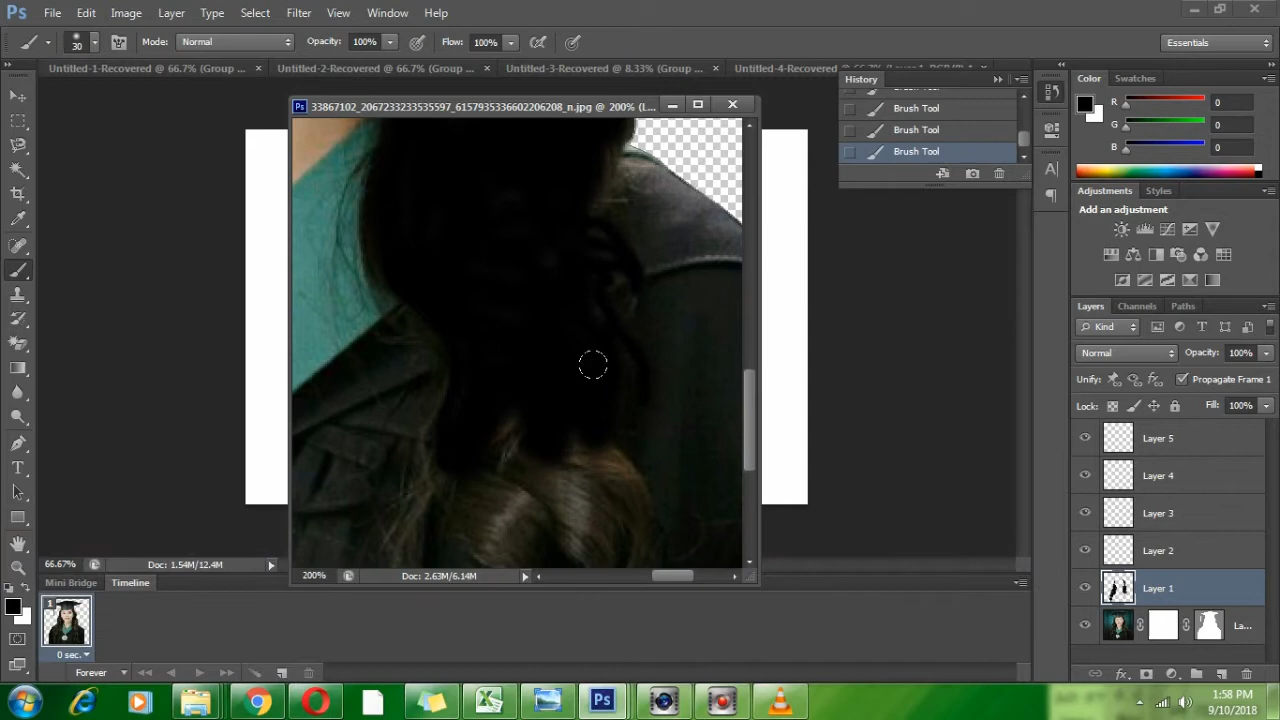 Ps File Edit Image Layer Type Select Filter View Window Help
30 Mode: Normal Opacity: 100% Flow: 100% Essentials
Untitled-1-Recovered @ 66.7% (Group ... × Untitled-2-Recovered @ 66.7% (Group ... × Untitled-3-Recovered @ 8.33% (Group ... ×
History
Brush Tool
Brush Tool
Brush Tool
Ps 33867102_2067233233535597_6157935336602206208_n.jpg @ 200% (L...
Color Swatches
R 0
G 0
B 0
Adjustments Styles
Add an adjustment
Layers Channels Paths
Kind
Normal Opacity: 100%
Unify: Propagate Frame 1
Lock: Fill: 100%
Layer 5
Layer 4
Layer 3
Layer 2
Layer 1
La...
200% Doc: 2.63M/6.14M
66.67% Doc: 1.54M/12.4M
Mini Bridge Timeline
1
0 sec.
Forever
Ps
1:58 PM
9/10/2018